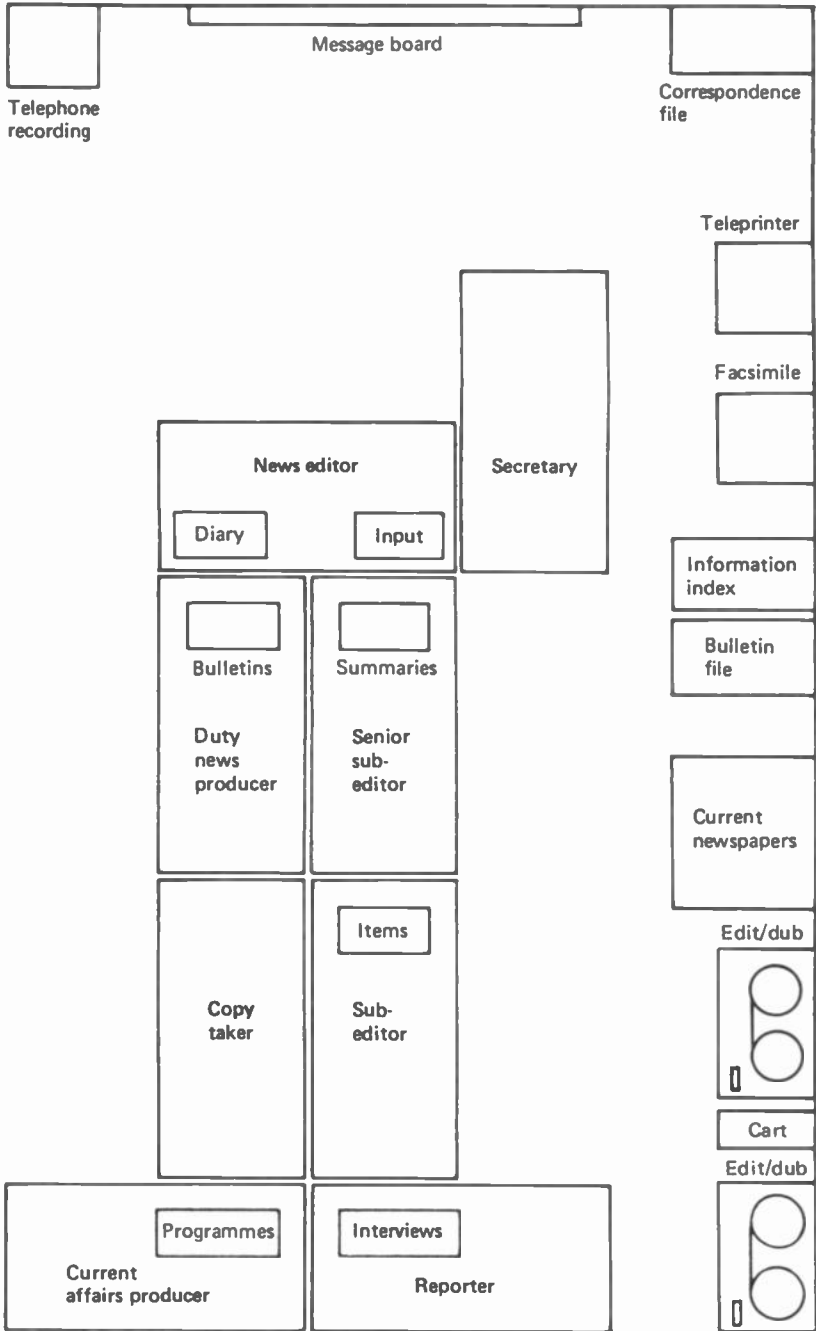 Message board
Telephone
recording
Correspondence
file
Teleprinter
Facsimile
News editor
Diary
Input
Secretary
Information
index
Bulletin
file
Bulletins
Summaries
Duty
news
producer
Senior
sub-
editor
Current
newspapers
Edit/dub
Items
Copy
taker
Sub-
editor
Cart
Edit/dub
Programmes
Interviews
Current
affairs producer
Reporter